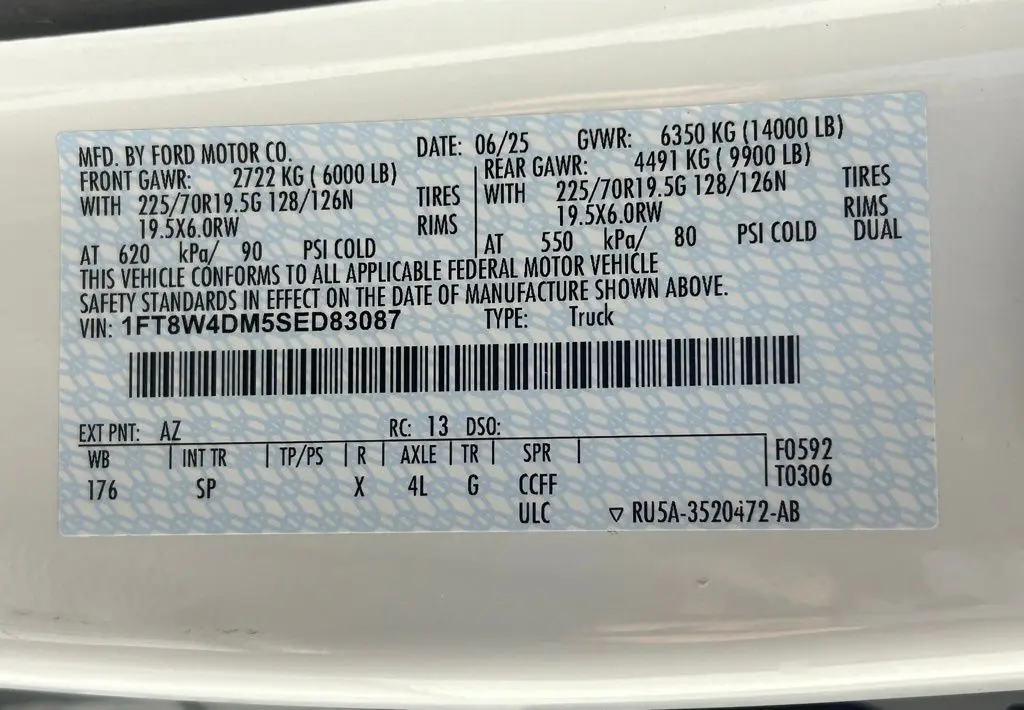 MFD. BY FORD MOTOR CO. DATE: 06/25 GVWR: 6350 KG (14000 LB)
FRONT GAWR: 2722 KG ( 6000 LB) REAR GAWR: 4491 KG ( 9900 LB)
WITH 225/70R19.5G 128/126N TIRES WITH 225/70R19.5G 128/126N TIRES
19.5X6.0RW RIMS 19.5X6.0RW RIMS
AT 620 kPa/ 90 PSI COLD AT 550 kPa/ 80 PSI COLD DUAL
THIS VEHICLE CONFORMS TO ALL APPLICABLE FEDERAL MOTOR VEHICLE
SAFETY STANDARDS IN EFFECT ON THE DATE OF MANUFACTURE SHOWN ABOVE.
VIN: 1FT8W4DM5SED83087 TYPE: Truck
EXT PNT: AZ RC: 13 DSO:
WB INT TR TP/PS R AXLE TR SPR F0592
176 SP X 4L G CCFF T0306
ULC ▽ RU5A-3520472-AB